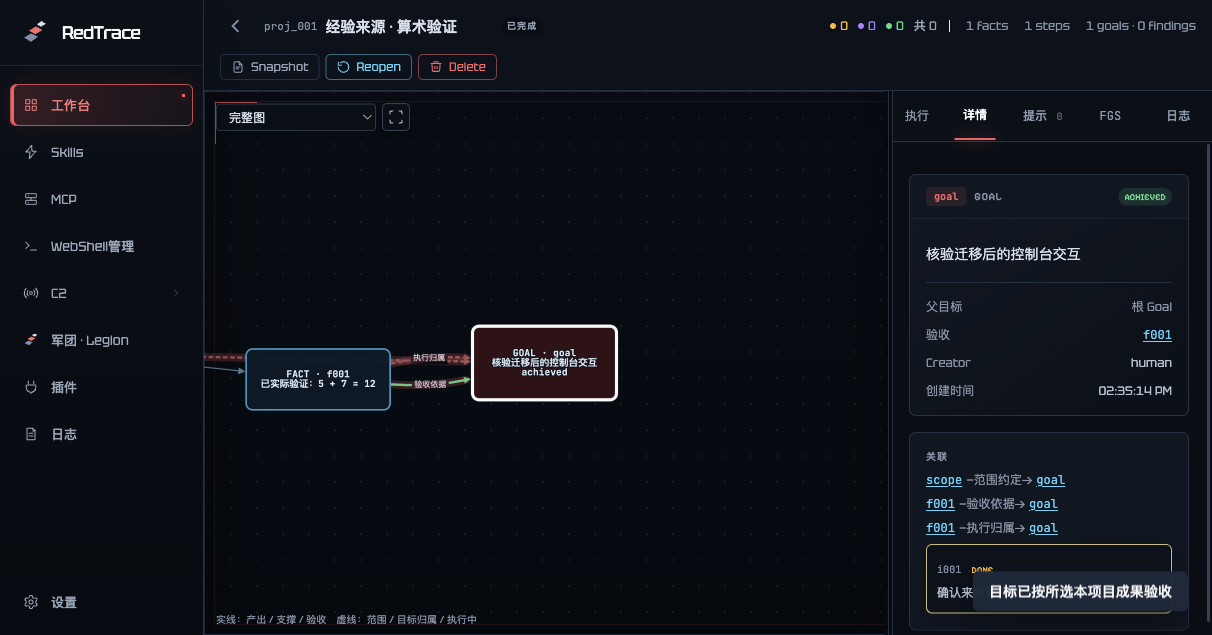 RedTrace
工作台
Skills
MCP
WebShell管理
C2
军团 · Legion
插件
日志
设置
proj_001 经验来源 · 算术验证 已完成
0 0 0 共 0 | 1 facts 1 steps 1 goals · 0 findings
Snapshot Reopen Delete
完整图
FACT · f001
已实际验证: 5 + 7 = 12
执行归属
验收依据
GOAL · goal
核验迁移后的控制台交互
achieved
实线: 产出 / 支撑 / 验收 虚线: 范围 / 目标归属 / 执行中
执行 详情 提示 0 FGS 日志
goal GOAL ACHIEVED
核验迁移后的控制台交互
父目标 根 Goal
验收 f001
Creator human
创建时间 02:35:14 PM
关联
scope —范围约定→ goal
f001 —验收依据→ goal
f001 —执行归属→ goal
i001 DONE
确认来
目标已按所选本项目成果验收